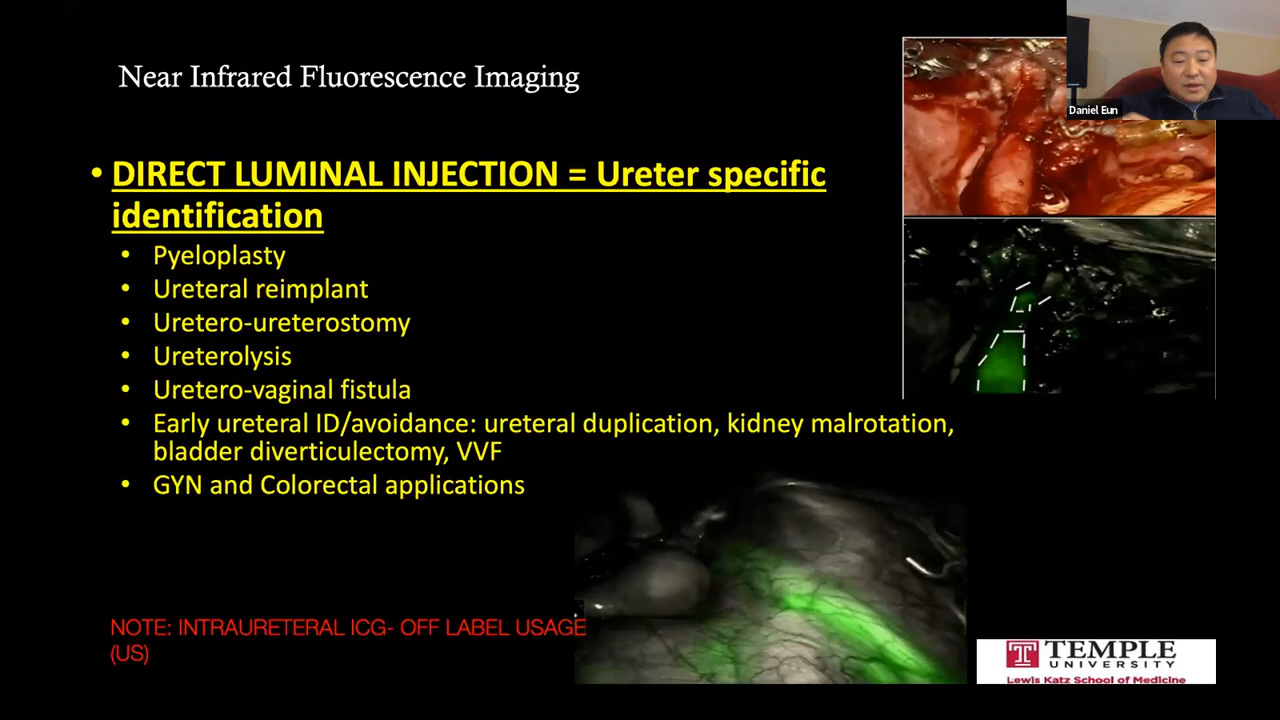 Near Infrared Fluorescence Imaging
Daniel Eun
• DIRECT LUMINAL INJECTION = Ureter specific
identification
• Pyeloplasty
• Ureteral reimplant
• Uretero-ureterostomy
• Ureterolysis
• Uretero-vaginal fistula
• Early ureteral ID/avoidance: ureteral duplication, kidney malrotation,
bladder diverticulectomy, VVF
• GYN and Colorectal applications
NOTE: INTRAURETERAL ICG- OFF LABEL USAGE
(US)
TEMPLE
UNIVERSITY
Lewis Katz School of Medicine